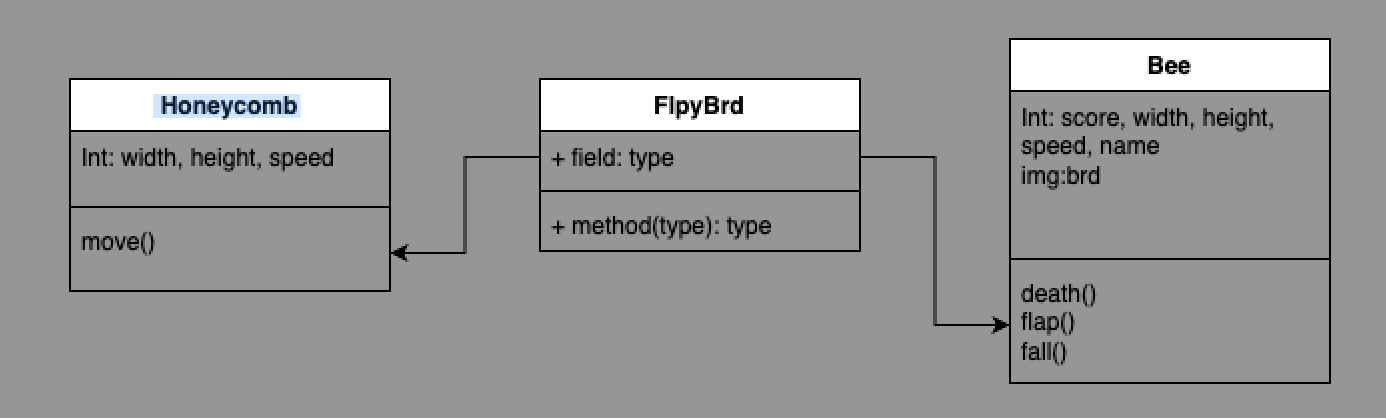 Honeycomb
Int: width, height, speed
move()
FlpyBrd
+ field: type
+ method(type): type
Bee
Int: score, width, height,
speed, name
img:brd
death()
flap()
fall()